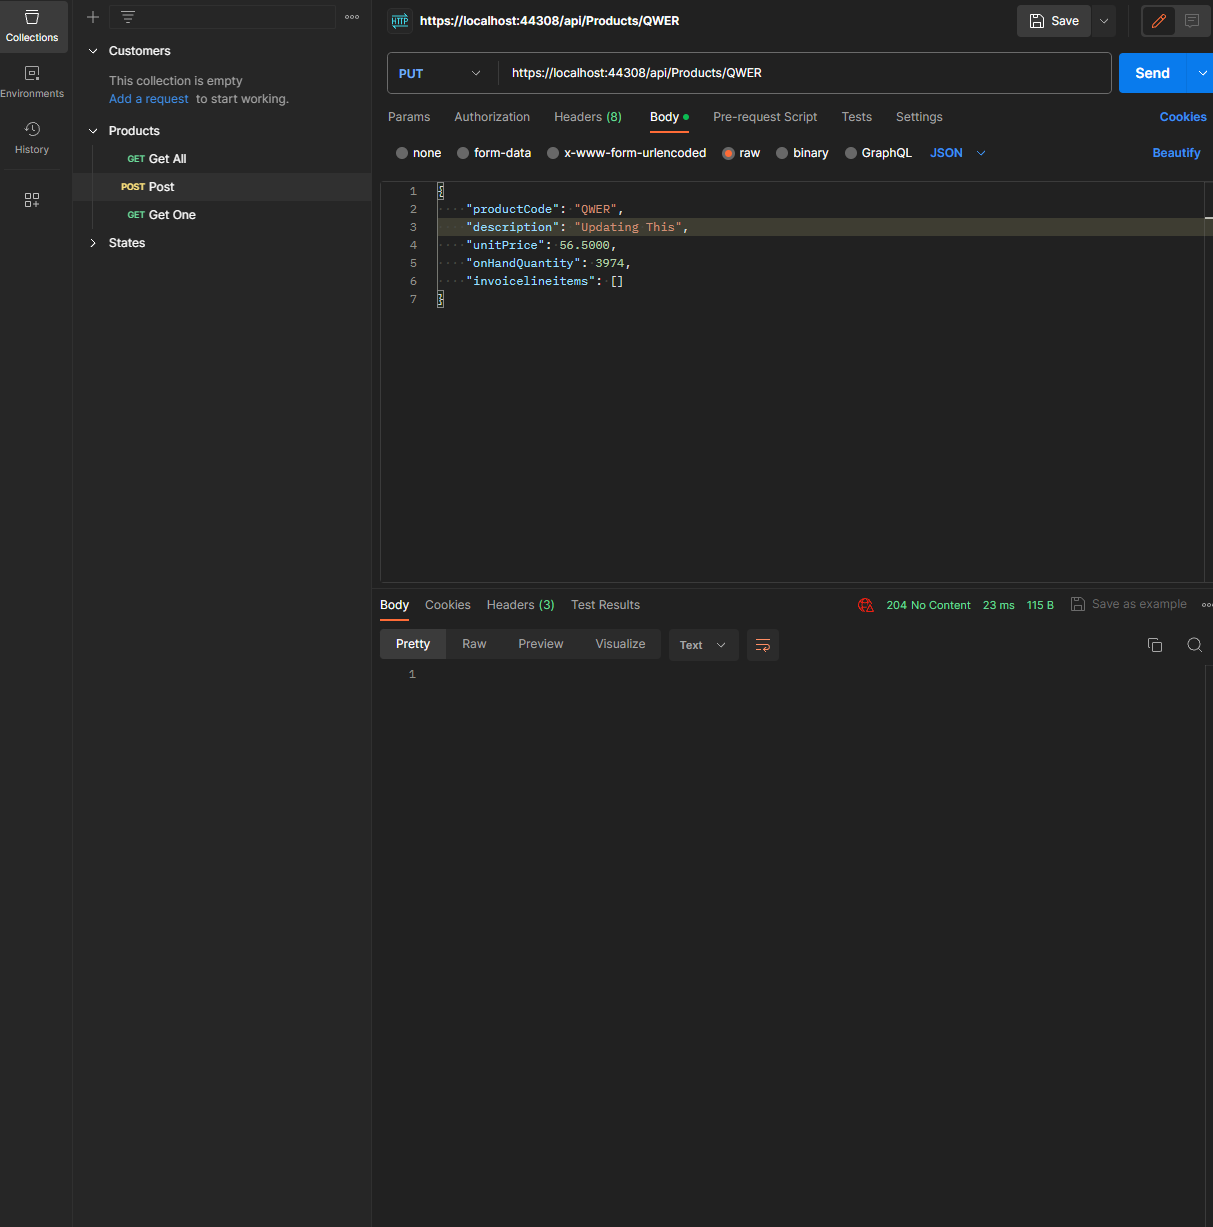 Collections
Environments
History
Customers
This collection is empty
Add a request to start working.
Products
GET Get All
POST Post
GET Get One
States
HTTP https://localhost:44308/api/Products/QWER
Save
PUT https://localhost:44308/api/Products/QWER
Send
Params Authorization Headers (8) Body Pre-request Script Tests Settings Cookies
none form-data x-www-form-urlencoded raw binary GraphQL JSON Beautify
1 {
2 "productCode": "QWER",
3 "description": "Updating This",
4 "unitPrice": 56.5000,
5 "onHandQuantity": 3974,
6 "invoicelineitems": []
7 }
Body Cookies Headers (3) Test Results 204 No Content 23 ms 115 B Save as example
Pretty Raw Preview Visualize Text
1